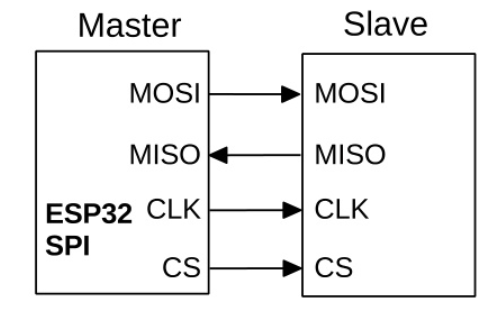 Master
Slave
MOSI
MOSI
MISO
MISO
ESP32
SPI
CLK
CLK
CS
CS